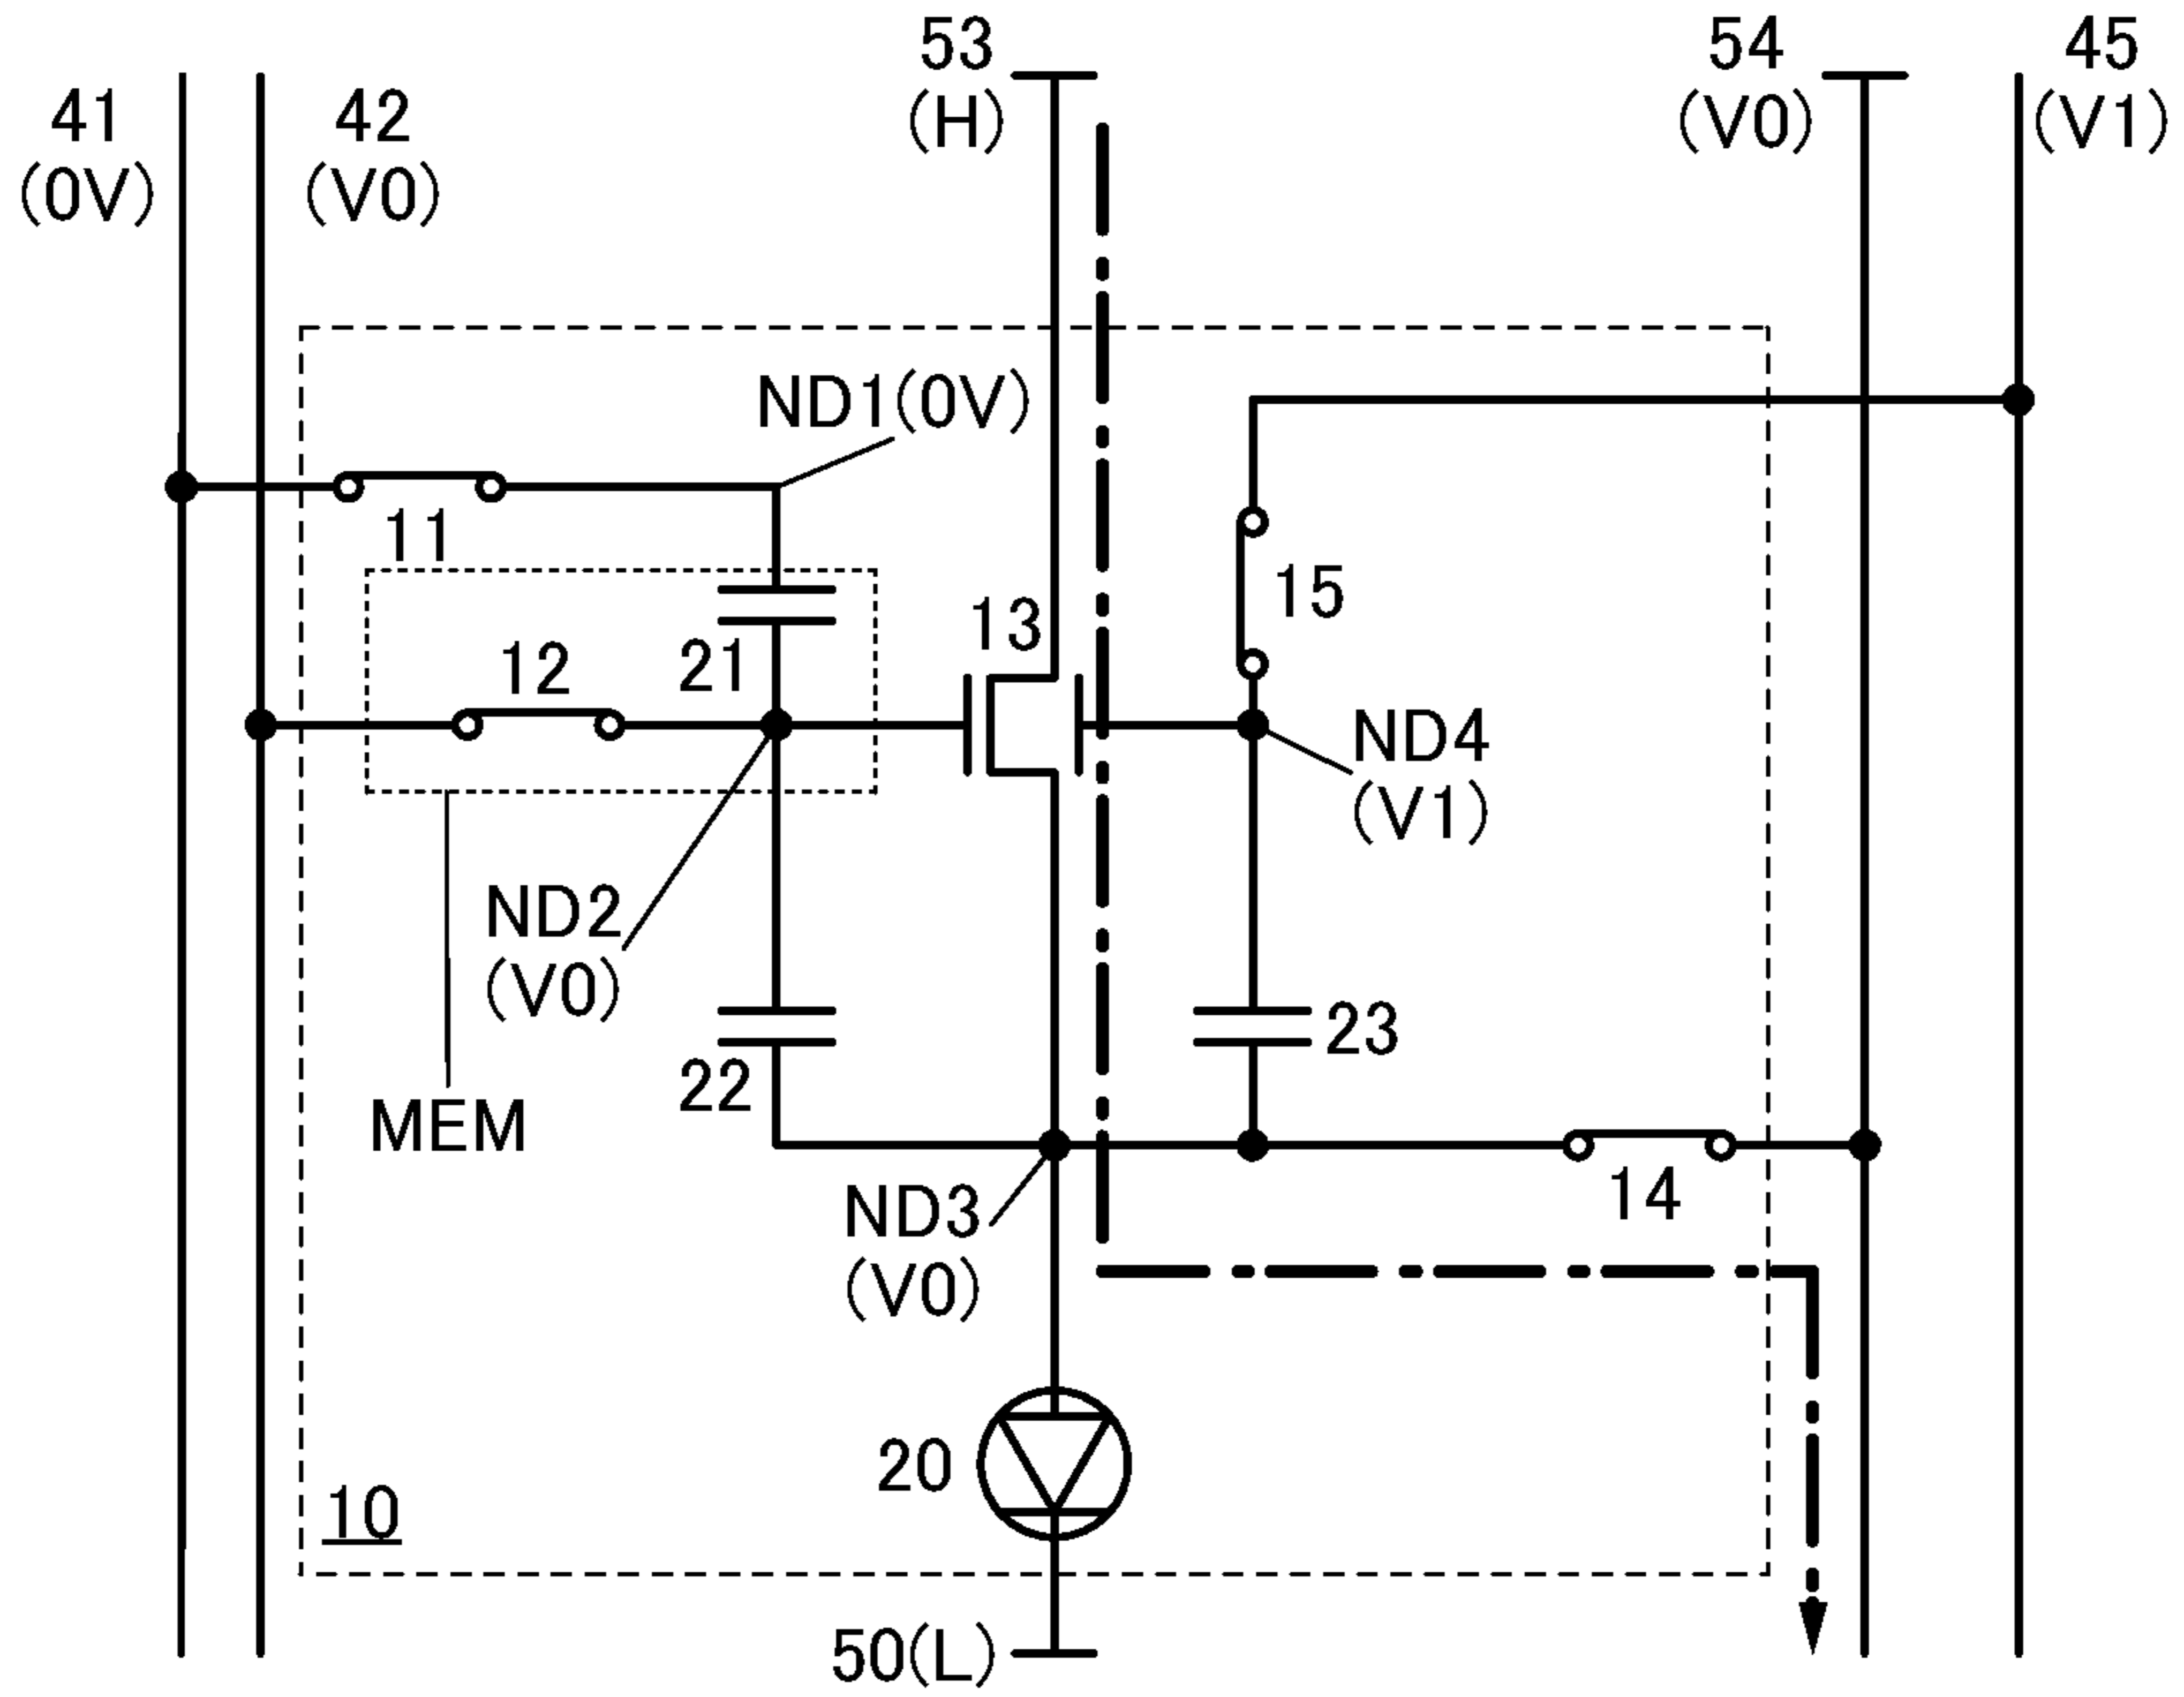 53
(H)
54
(V0)
45
(V1)
41
(0V)
42
(V0)
ND1(0V)
11
12
21
13
15
ND4
(V1)
ND2
(V0)
MEM
22
23
ND3
(V0)
14
20
10
50(L)